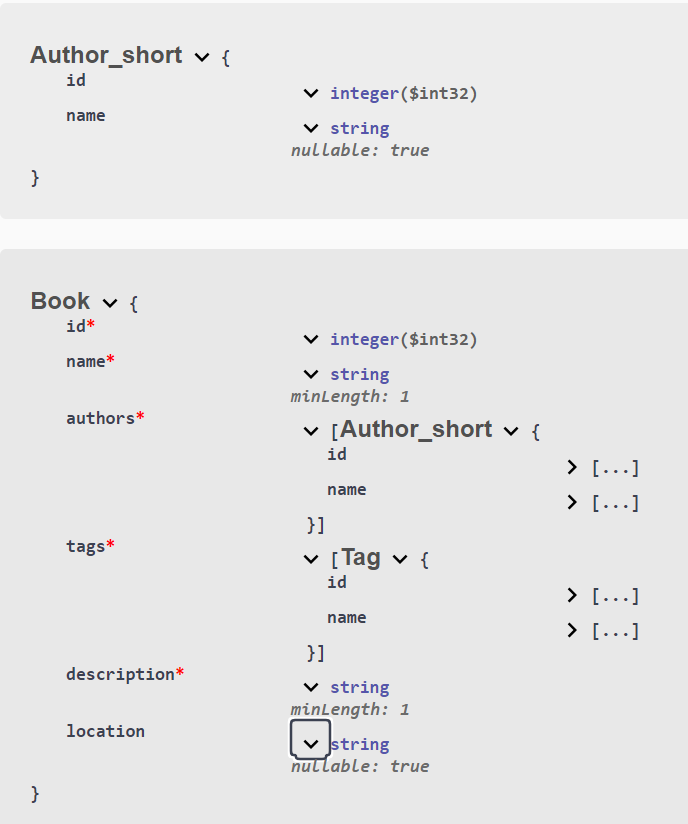 Author_short {
id
integer($int32)
name
string
nullable: true
}
Book {
id*
integer($int32)
name*
string
minLength: 1
authors*
[Author_short {
id
[...]
name
[...]
}]
tags*
[Tag {
id
[...]
name
[...]
}]
description*
string
minLength: 1
location
string
nullable: true
}